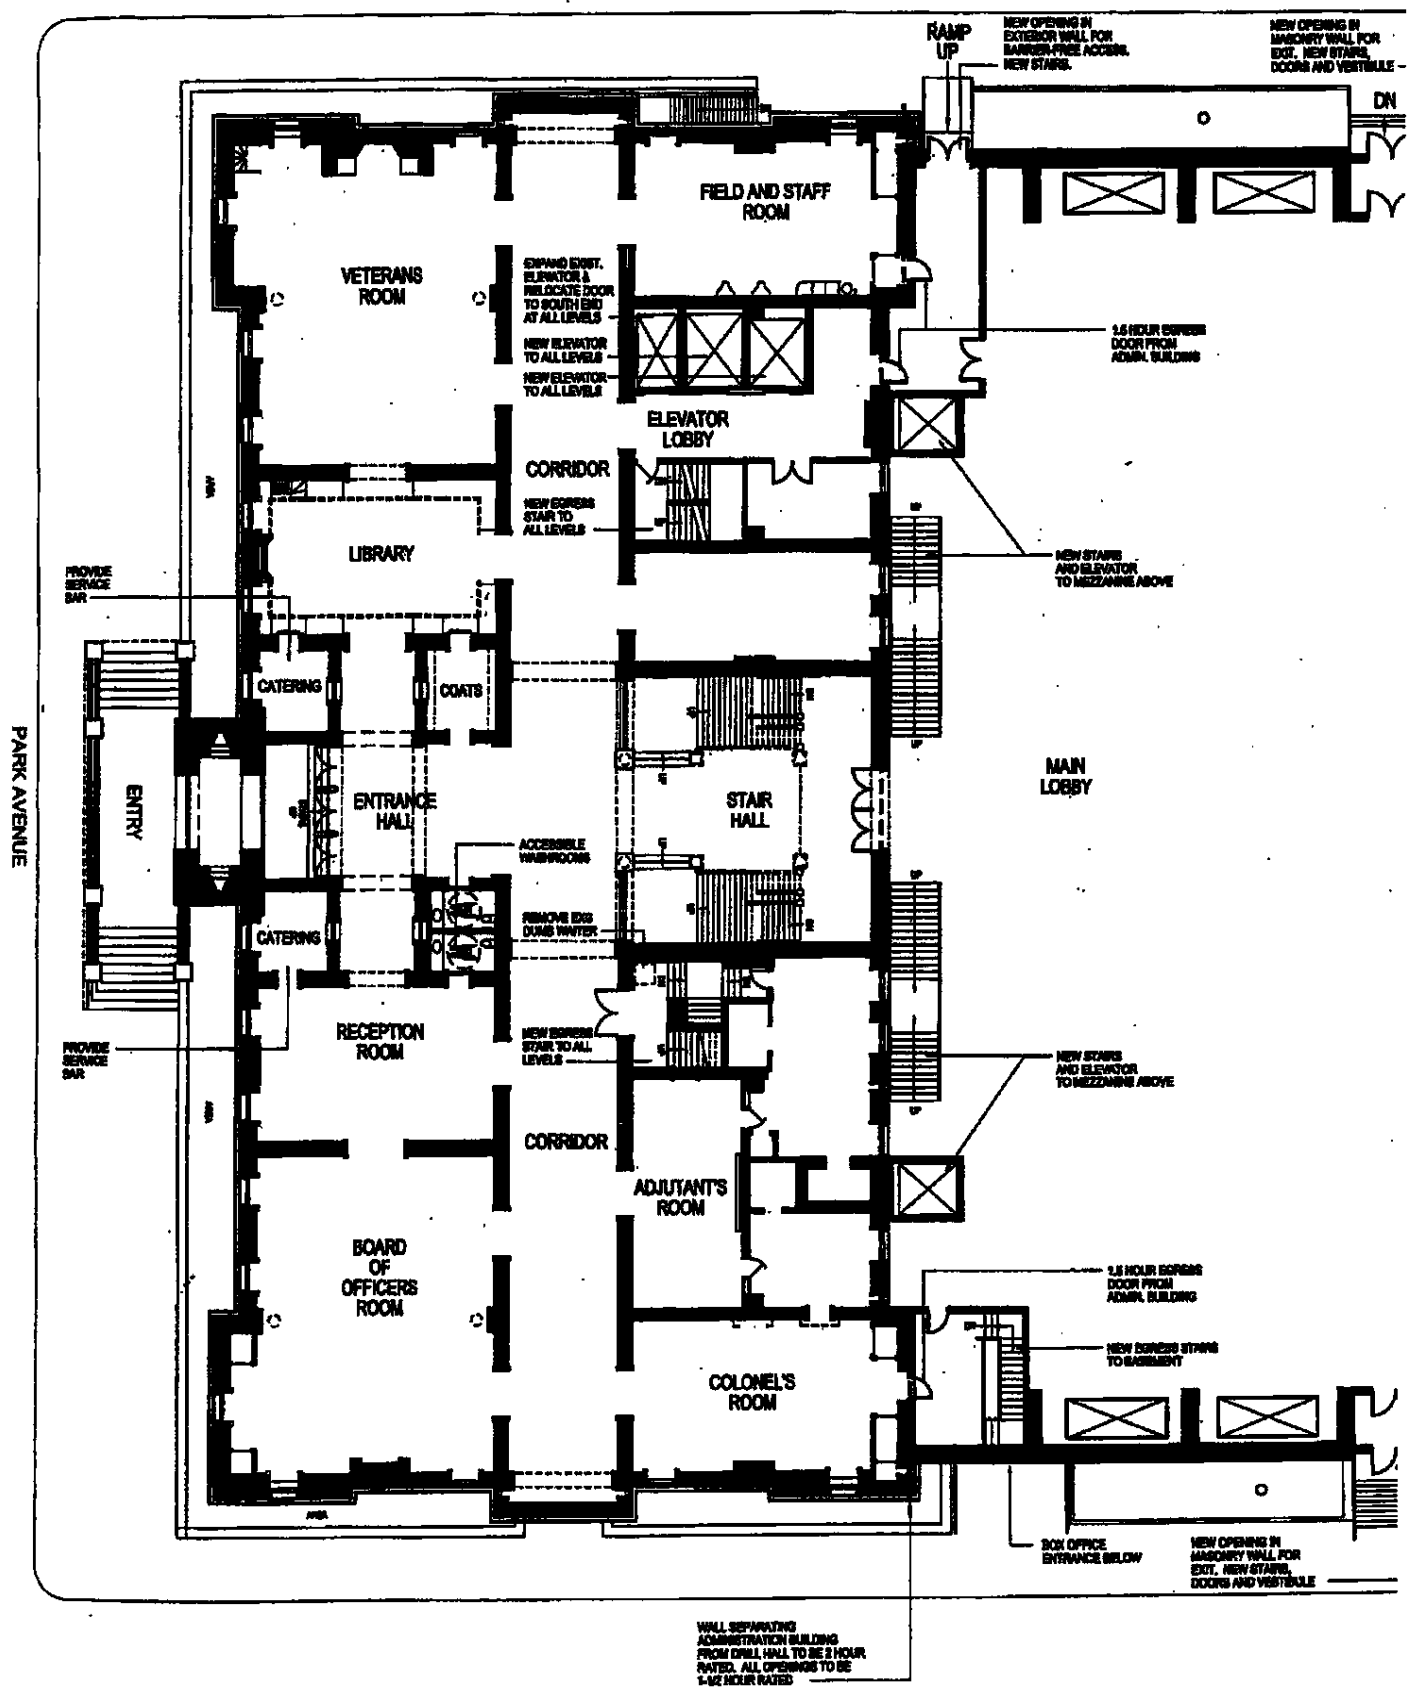 RAMP
UP
NEW OPENING IN
EXTERIOR WALL FOR
BARRIER-FREE ACCESS.
NEW STAIRS.
NEW OPENING IN
MASONRY WALL FOR
EXIT. NEW STAIRS,
DOORS AND VESTIBULE
DN
FIELD AND STAFF
ROOM
VETERANS
ROOM
EXPAND EXIST.
ELEVATOR &
RELOCATE DOOR
TO SOUTH END
AT ALL LEVELS
NEW ELEVATOR
TO ALL LEVELS
NEW ELEVATOR
TO ALL LEVELS
1.5 HOUR EGRESS
DOOR FROM
ADMIN. BUILDING
ELEVATOR
LOBBY
CORRIDOR
NEW EGRESS
STAIR TO
ALL LEVELS
UP
LIBRARY
NEW STAIRS
AND ELEVATOR
TO MEZZANINE ABOVE
PROVIDE
SERVICE
BAR
CATERING
COATS
UP
PARK AVENUE
ENTRY
ENTRANCE
HALL
STAIR
HALL
MAIN
LOBBY
ACCESSIBLE
WASHROOMS
UP
CATERING
REMOVE EXG
DUMB WAITER
RECEPTION
ROOM
NEW EGRESS
STAIR TO ALL
LEVELS
PROVIDE
SERVICE
BAR
NEW STAIRS
AND ELEVATOR
TO MEZZANINE ABOVE
UP
AREA
CORRIDOR
ADJUTANT'S
ROOM
BOARD
OF
OFFICERS
ROOM
1.5 HOUR EGRESS
DOOR FROM
ADMIN. BUILDING
NEW EGRESS STAIRS
TO BASEMENT
COLONEL'S
ROOM
AREA
BOX OFFICE
ENTRANCE BELOW
NEW OPENING IN
MASONRY WALL FOR
EXIT. NEW STAIRS,
DOORS AND VESTIBULE
WALL SEPARATING
ADMINISTRATION BUILDING
FROM DRILL HALL TO BE 2 HOUR
RATED. ALL OPENINGS TO BE
1-1/2 HOUR RATED